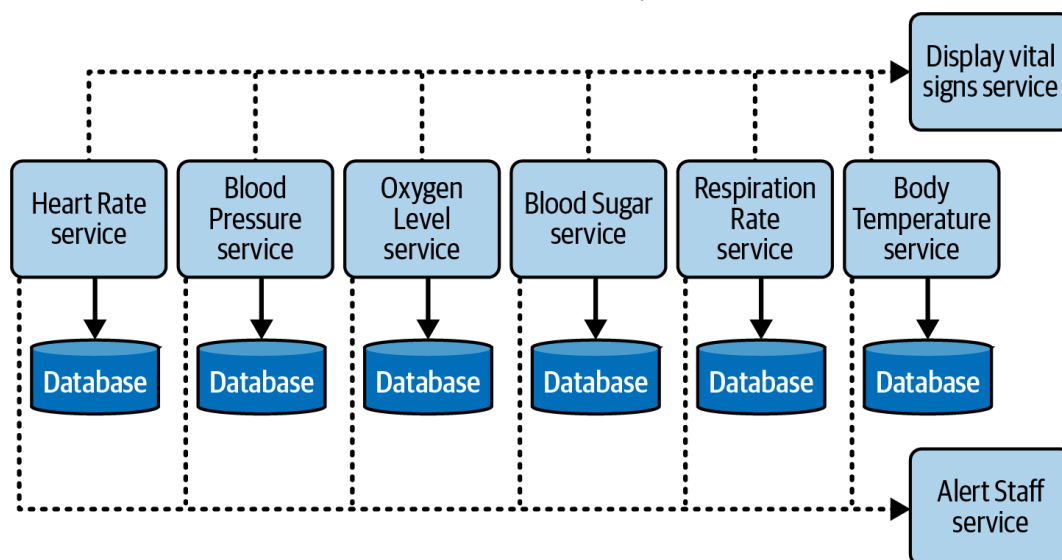 Display vital
signs service
Heart Rate
service
Blood
Pressure
service
Oxygen
Level
service
Blood Sugar
service
Respiration
Rate
service
Body
Temperature
service
Database
Database
Database
Database
Database
Database
Alert Staff
service